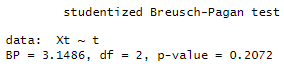 studentized Breusch-Pagan test
data:  Xt ~ t
BP = 3.1486, df = 2, p-value = 0.2072